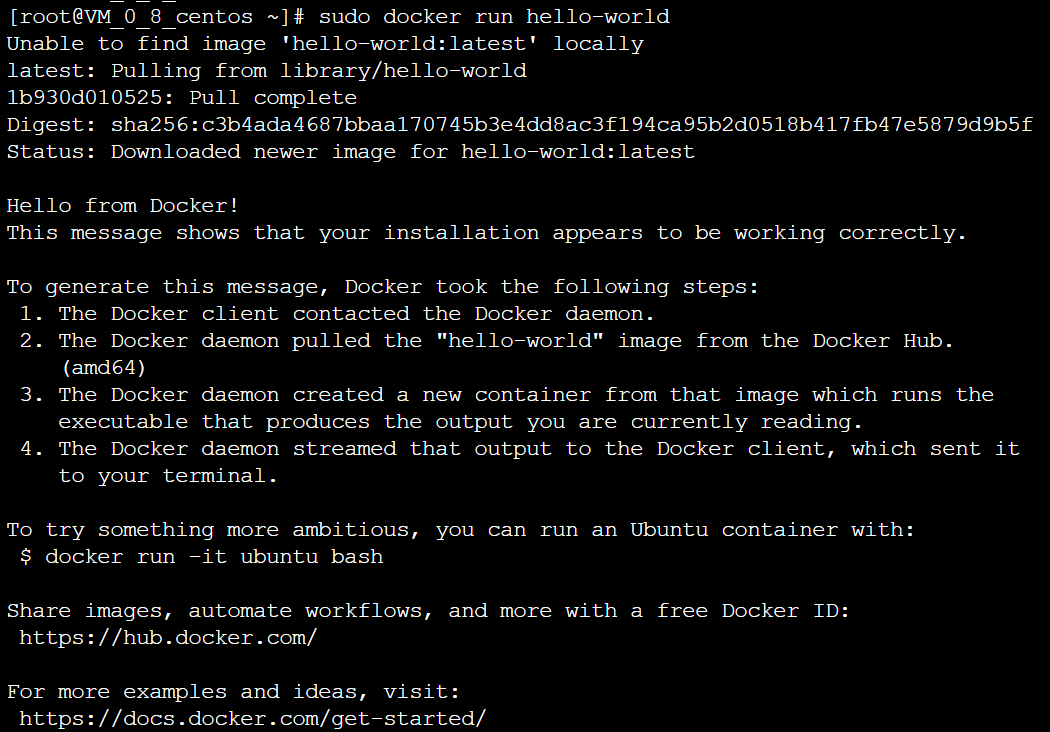 [root@VM_0_8_centos ~]# sudo docker run hello-world
Unable to find image 'hello-world:latest' locally
latest: Pulling from library/hello-world
1b930d010525: Pull complete
Digest: sha256:c3b4ada4687bbaa170745b3e4dd8ac3f194ca95b2d0518b417fb47e5879d9b5f
Status: Downloaded newer image for hello-world:latest

Hello from Docker!
This message shows that your installation appears to be working correctly.

To generate this message, Docker took the following steps:
 1. The Docker client contacted the Docker daemon.
 2. The Docker daemon pulled the "hello-world" image from the Docker Hub.
    (amd64)
 3. The Docker daemon created a new container from that image which runs the
    executable that produces the output you are currently reading.
 4. The Docker daemon streamed that output to the Docker client, which sent it
    to your terminal.

To try something more ambitious, you can run an Ubuntu container with:
 $ docker run -it ubuntu bash

Share images, automate workflows, and more with a free Docker ID:
 https://hub.docker.com/

For more examples and ideas, visit:
 https://docs.docker.com/get-started/